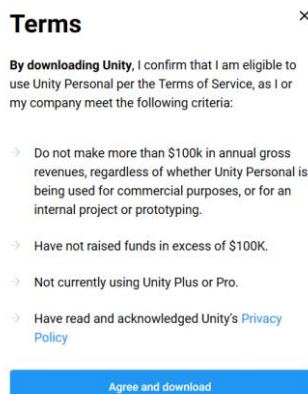 Terms
By downloading Unity, I confirm that I am eligible to
use Unity Personal per the Terms of Service, as I or
my company meet the following criteria:
Do not make more than $100k in annual gross
revenues, regardless of whether Unity Personal is
being used for commercial purposes, or for an
internal project or prototyping.
Have not raised funds in excess of $100K.
Not currently using Unity Plus or Pro.
Have read and acknowledged Unity's Privacy
Policy
Agree and download